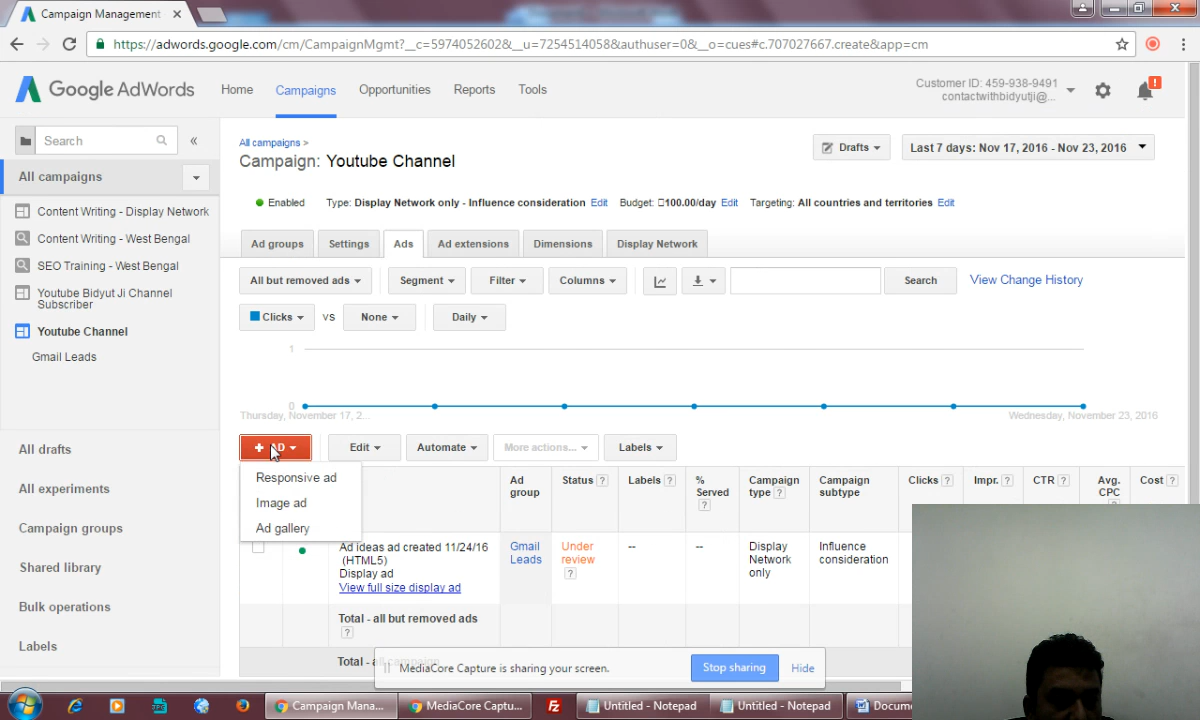 Campaign Management
https://adwords.google.com/cm/CampaignMgmt?__c=5974052602&__u=7254514058&authuser=0&__o=cues#c.707027667.create&app=cm
Google AdWords
Home
Campaigns
Opportunities
Reports
Tools
Customer ID: 459-938-9491
contactwithbidyutji@...
!
Search
«
All campaigns
Content Writing - Display Network
Content Writing - West Bengal
SEO Training - West Bengal
Youtube Bidyut Ji Channel
Subscriber
Youtube Channel
Gmail Leads
All drafts
All experiments
Campaign groups
Shared library
Bulk operations
Labels
All campaigns >
Campaign: Youtube Channel
Drafts
Last 7 days: Nov 17, 2016 - Nov 23, 2016
Enabled Type: Display Network only - Influence consideration Edit Budget: 100.00/day Edit Targeting: All countries and territories Edit
Ad groups
Settings
Ads
Ad extensions
Dimensions
Display Network
All but removed ads
Segment
Filter
Columns
Search
View Change History
Clicks
VS
None
Daily
1
0
Thursday, November 17, 2...
Wednesday, November 23, 2016
Edit
Automate
More actions...
Labels
Responsive ad
Image ad
Ad gallery
Ad
group
Status ?
Labels ?
%
Served
?
Campaign
type ?
Campaign
subtype
Clicks ?
Impr. ?
CTR ?
Avg.
CPC
Cost ?
Ad ideas ad created 11/24/16
(HTML5)
Display ad
View full size display ad
Gmail
Leads
Under
review
?
--
--
Display
Network
only
Influence
consideration
Total - all but removed ads
?
Total - all campaign
MediaCore Capture is sharing your screen.
Stop sharing
Hide
Campaign Mana...
MediaCore Captu...
Untitled - Notepad
Untitled - Notepad
Docume